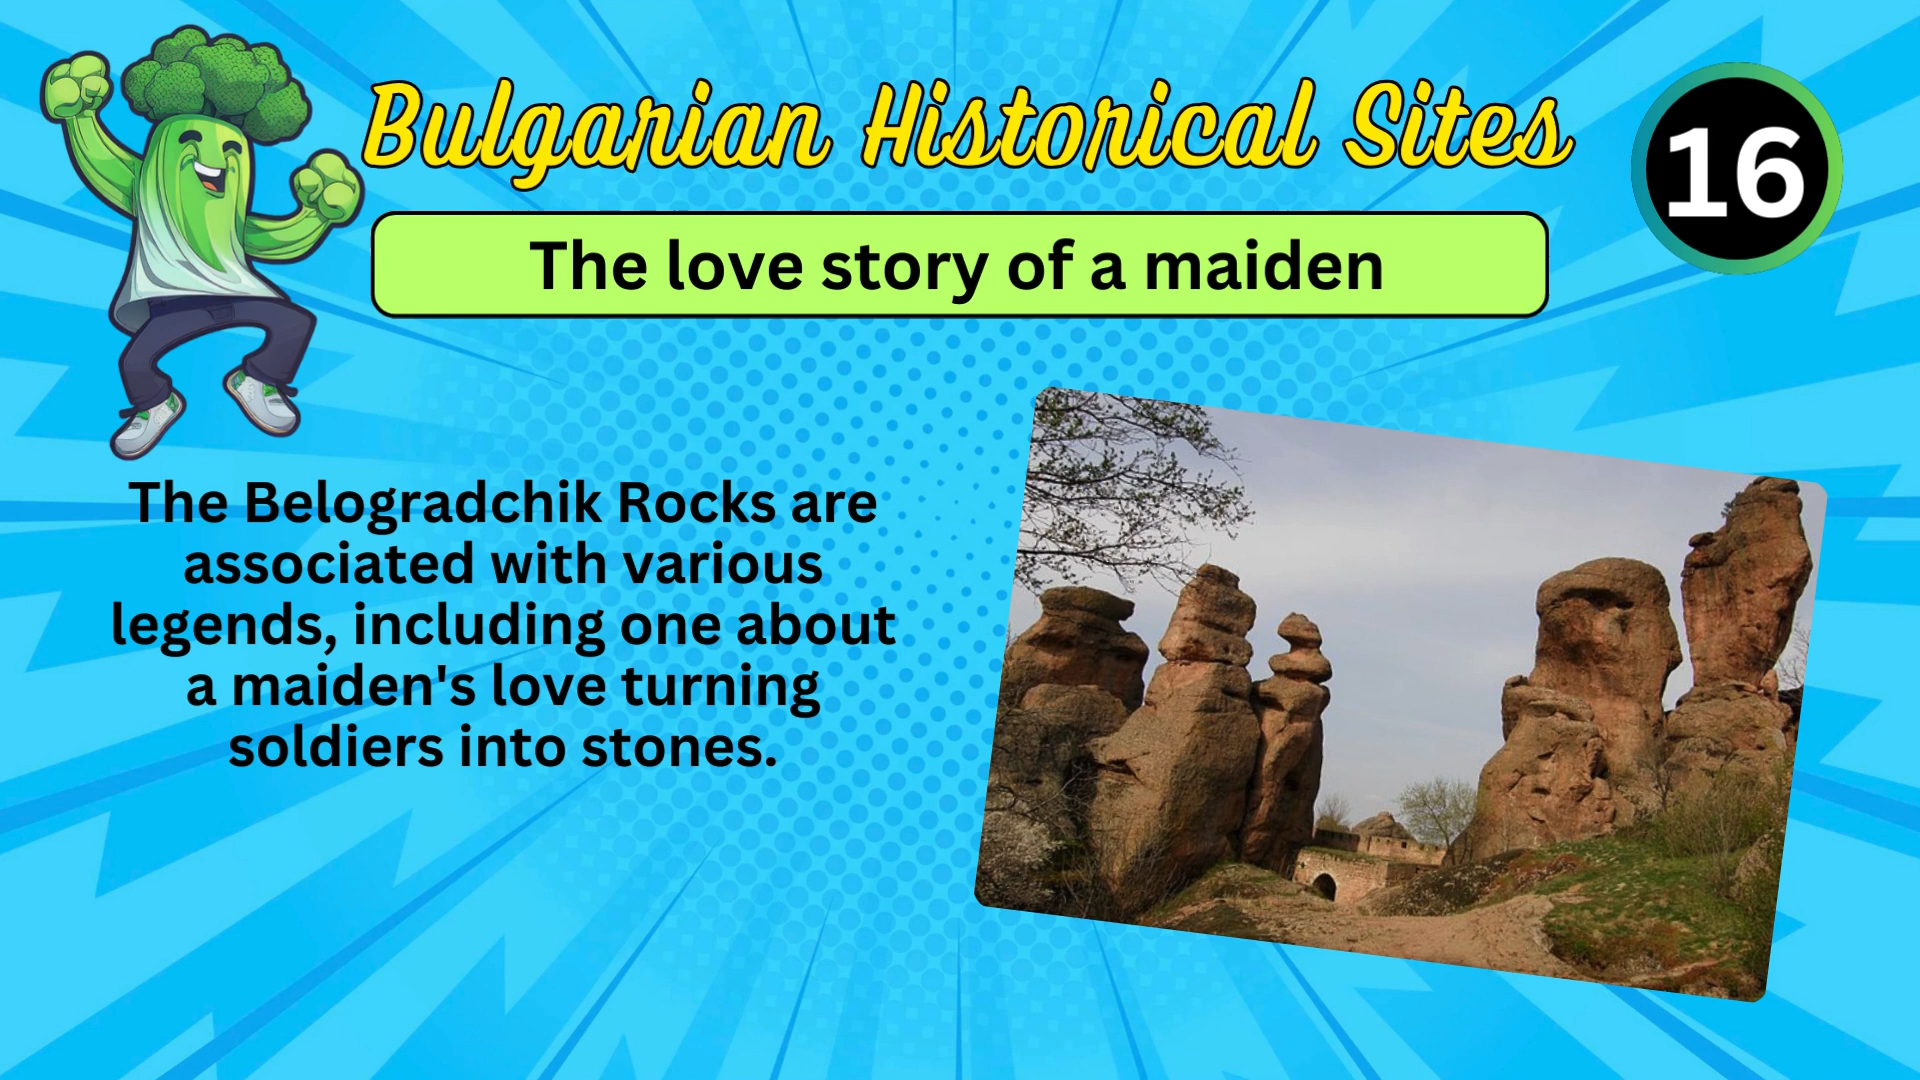 Bulgarian Historical Sites
16
The love story of a maiden
The Belogradchik Rocks are
associated with various
legends, including one about
a maiden's love turning
soldiers into stones.